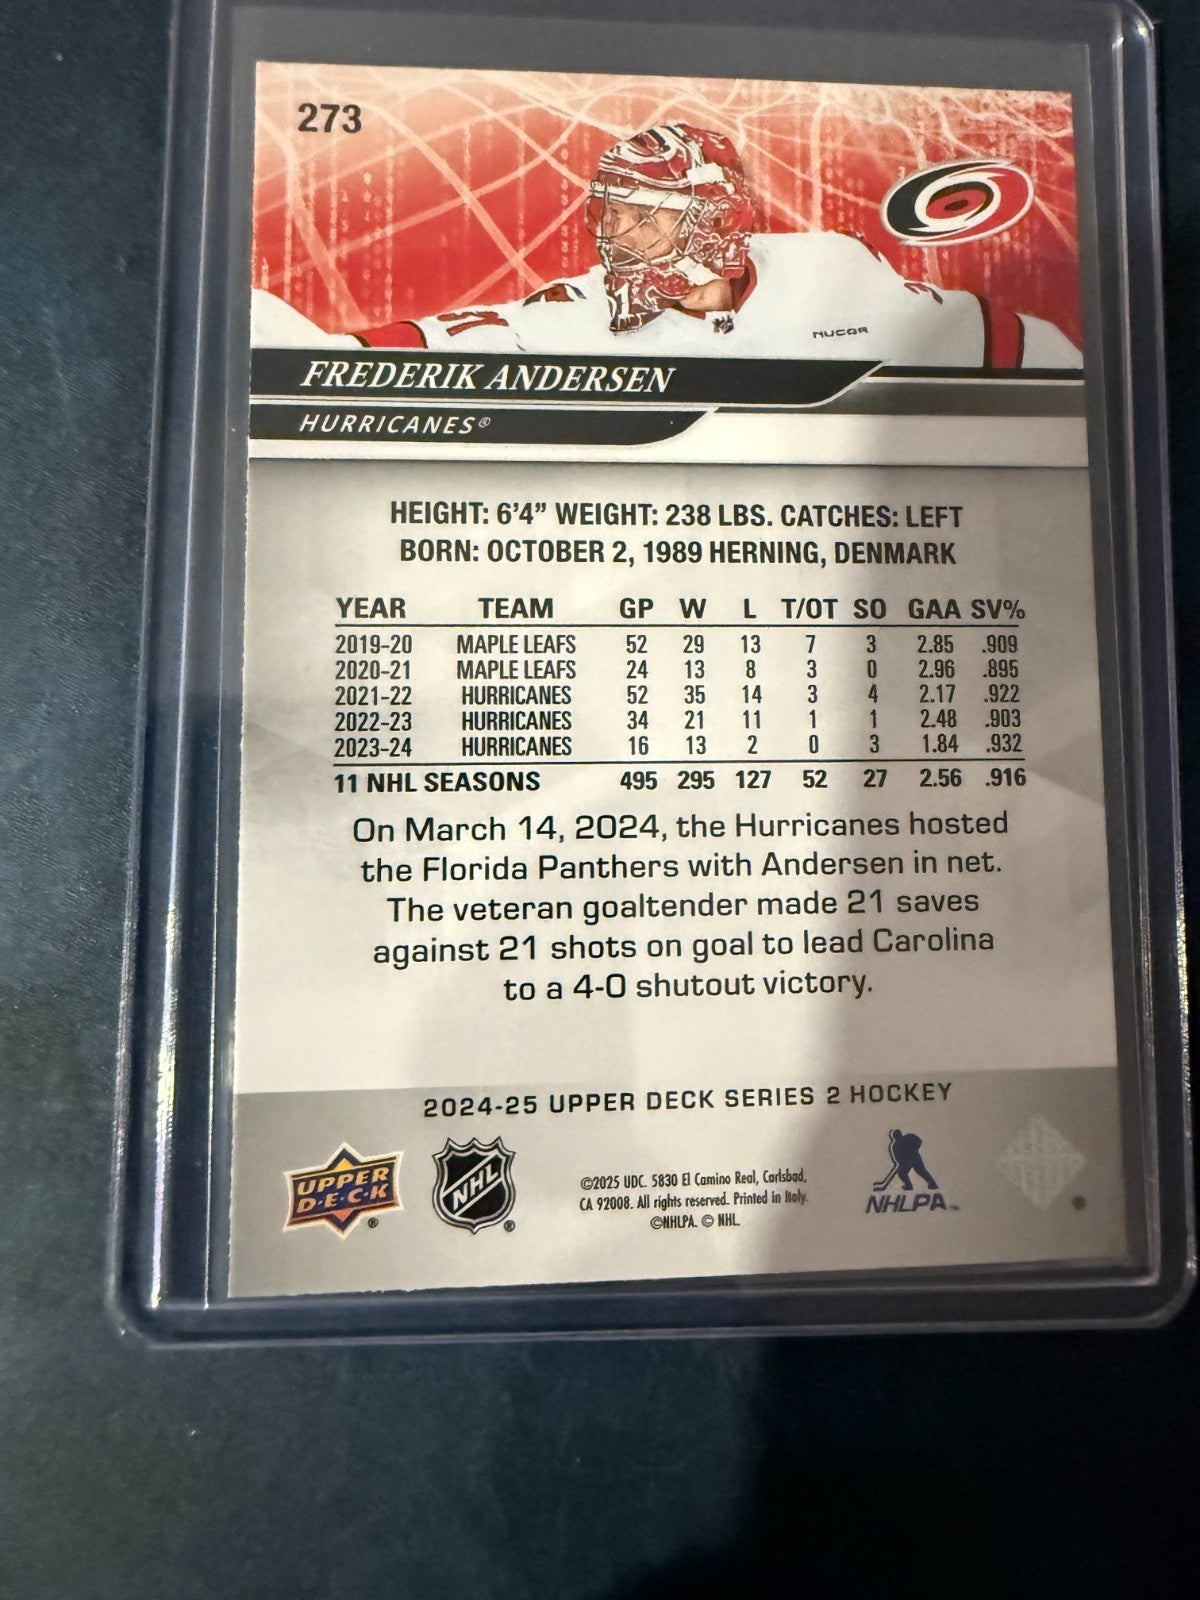 273
NUCOR
FREDERIK ANDERSEN
HURRICANES®
HEIGHT: 6'4" WEIGHT: 238 LBS. CATCHES: LEFT
BORN: OCTOBER 2, 1989 HERNING, DENMARK
YEAR TEAM GP W L T/OT SO GAA SV%
2019-20 MAPLE LEAFS 52 29 13 7 3 2.85 .909
2020-21 MAPLE LEAFS 24 13 8 3 0 2.96 .895
2021-22 HURRICANES 52 35 14 3 4 2.17 .922
2022-23 HURRICANES 34 21 11 1 1 2.48 .903
2023-24 HURRICANES 16 13 2 0 3 1.84 .932
11 NHL SEASONS 495 295 127 52 27 2.56 .916
On March 14, 2024, the Hurricanes hosted
the Florida Panthers with Andersen in net.
The veteran goaltender made 21 saves
against 21 shots on goal to lead Carolina
to a 4-0 shutout victory.
2024-25 UPPER DECK SERIES 2 HOCKEY
UPPER
D·E·C·K
®
NHL
®
©2025 UDC. 5830 El Camino Real, Carlsbad,
CA 92008. All rights reserved. Printed in Italy.
©NHLPA. © NHL.
NHLPA™